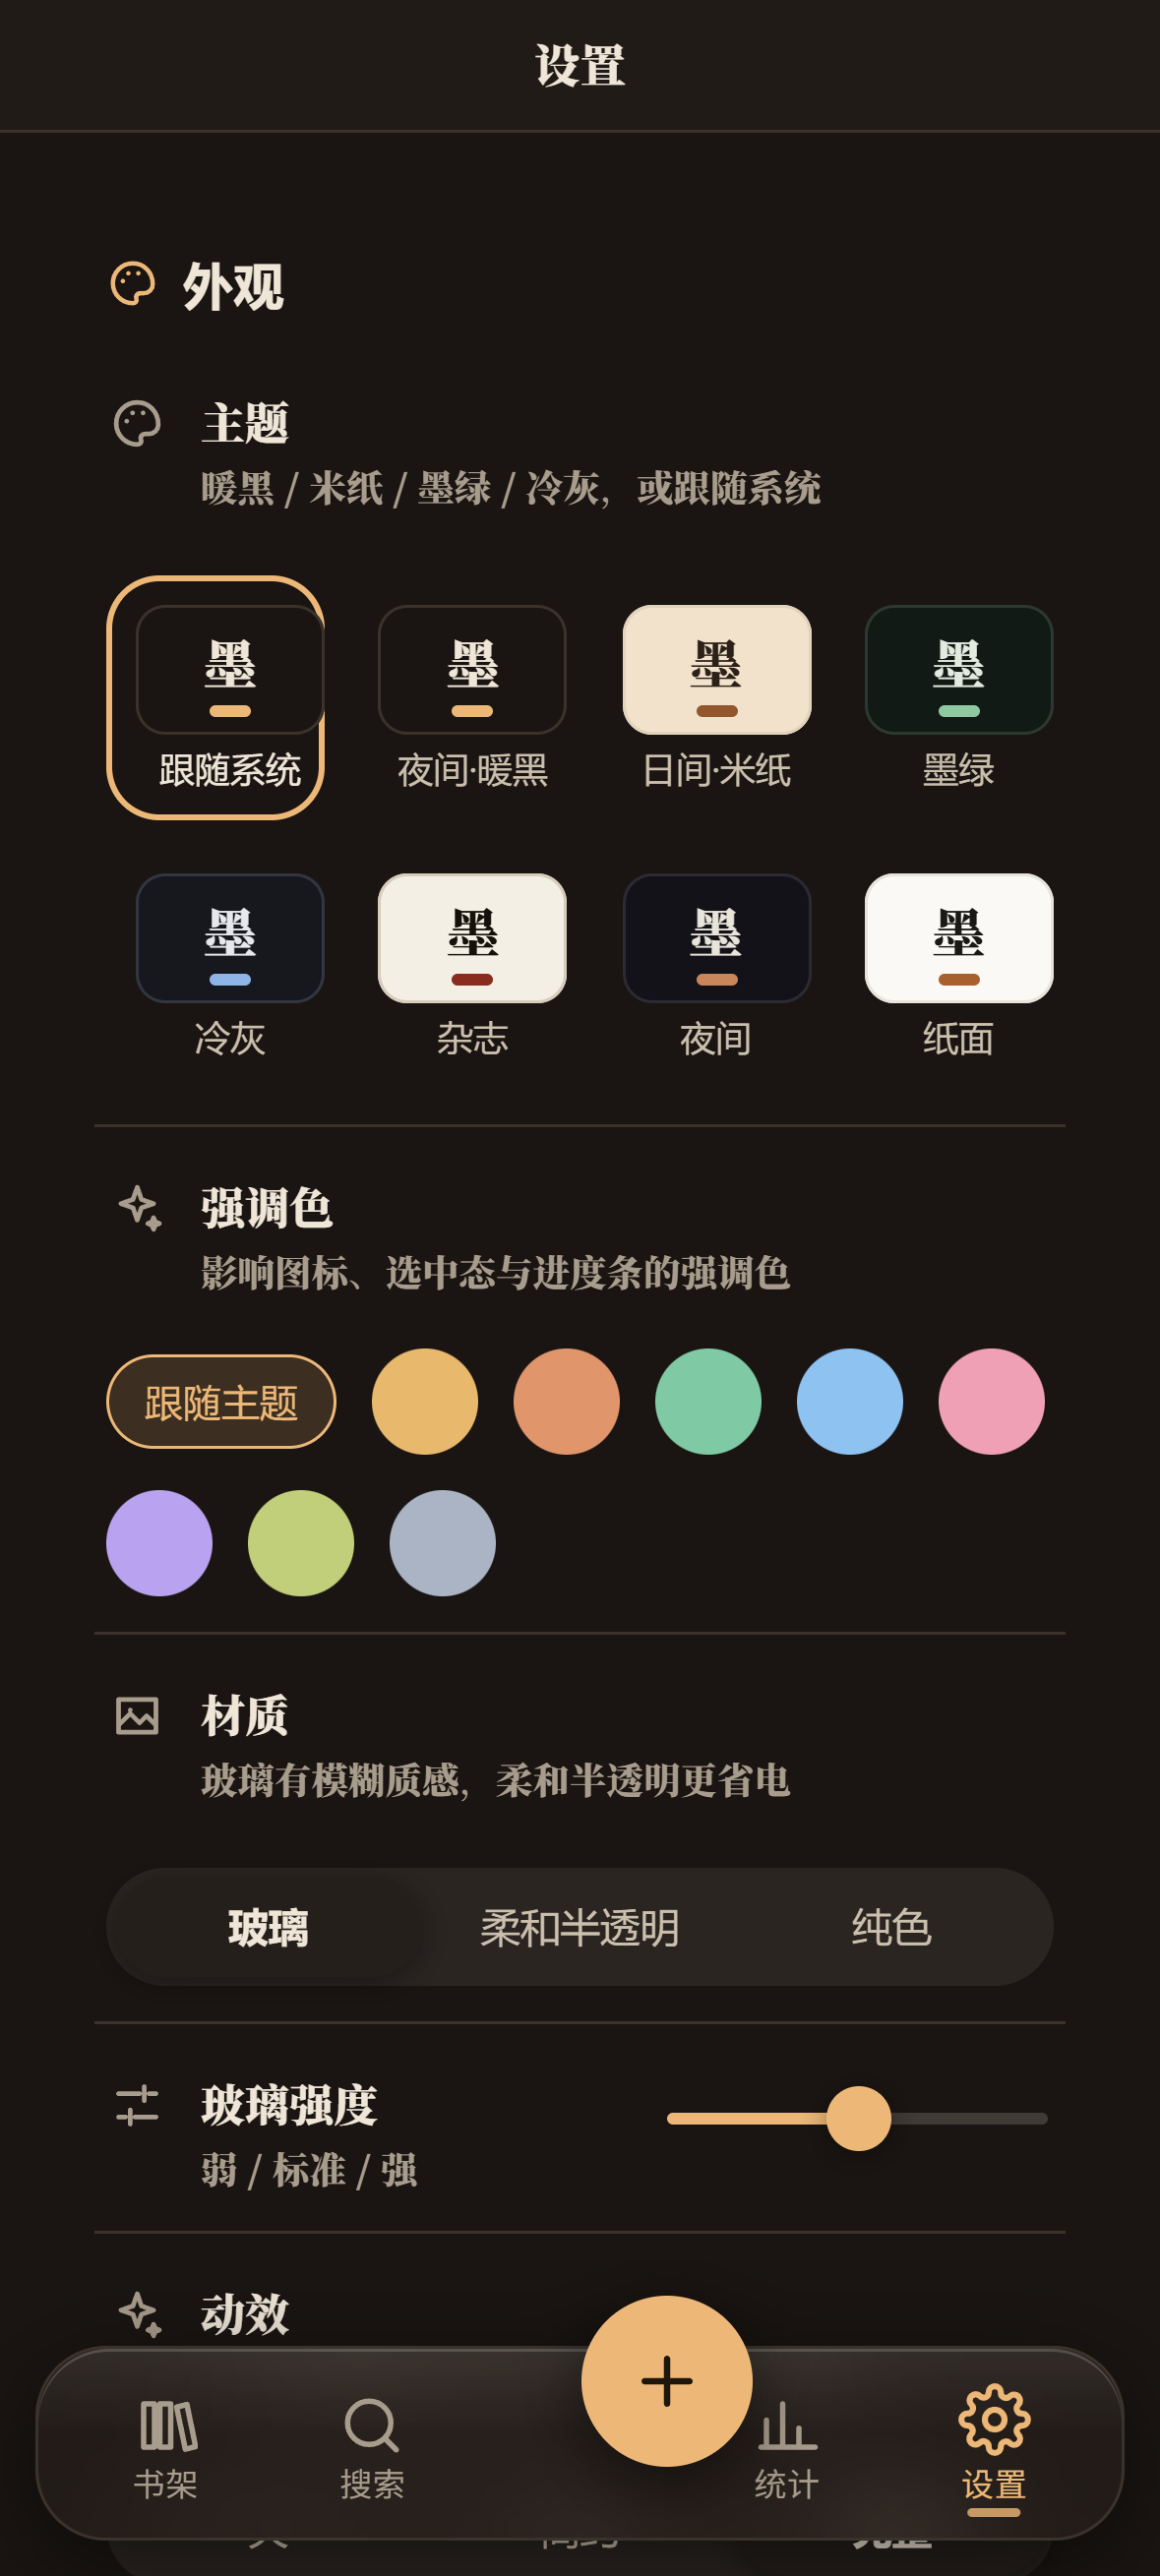 设置
外观
主题
暖黑 / 米纸 / 墨绿 / 冷灰，或跟随系统
墨 墨 墨 墨
跟随系统 夜间·暖黑 日间·米纸 墨绿
墨 墨 墨 墨
冷灰 杂志 夜间 纸面
强调色
影响图标、选中态与进度条的强调色
跟随主题
材质
玻璃有模糊质感，柔和半透明更省电
玻璃 柔和半透明 纯色
玻璃强度
弱 / 标准 / 强
动效
书架 搜索 统计 设置